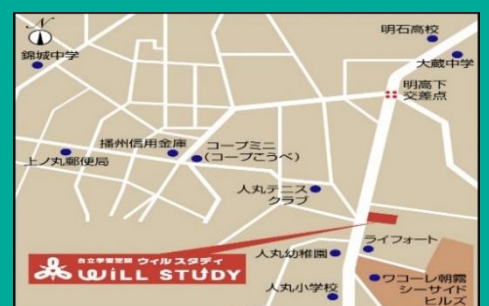 N
明石高校
錦城中学
大蔵中学
明高下
交差点
播州信用金庫
コープミニ
(コープこうべ)
上ノ丸郵便局
人丸テニス
クラブ
自立学習空間 ウィルスタディ
WiLL STUDY
人丸幼稚園
ライフォート
人丸小学校
ワコーレ朝霧
シーサイド
ヒルズ